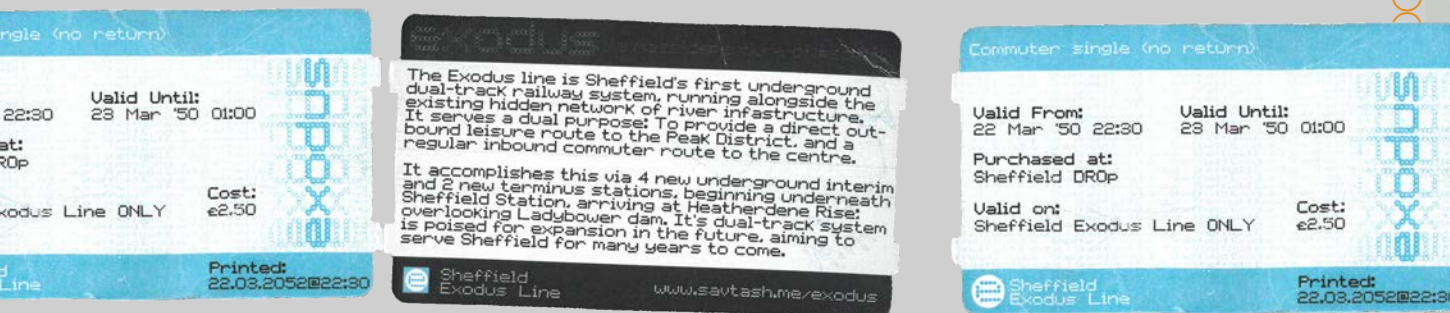 ngle (no return)
Valid Until:
22:30 23 Mar '50 01:00
at:
ROp
Cost:
xodus Line ONLY £2.50
Printed:
Line 22.03.2052@22:30
exodus
exodus
The Exodus line is Sheffield's first underground
dual-track railway system, running alongside the
existing hidden network of river infastructure.
It serves a dual purpose: To provide a direct out-
bound leisure route to the Peak District, and a
regular inbound commuter route to the centre.
It accomplishes this via 4 new underground interim
and 2 new terminus stations, beginning underneath
Sheffield Station, arriving at Heatherdene Rise:
overlooking Ladybower dam. It's dual-track system
is poised for expansion in the future, aiming to
serve Sheffield for many years to come.
Sheffield
Exodus Line www.savtash.me/exodus
Commuter single (no return)
Valid From: Valid Until:
22 Mar '50 22:30 23 Mar '50 01:00
Purchased at:
Sheffield DROp
Valid on: Cost:
Sheffield Exodus Line ONLY £2.50
Sheffield Printed:
Exodus Line 22.03.2052@22:30
exodus